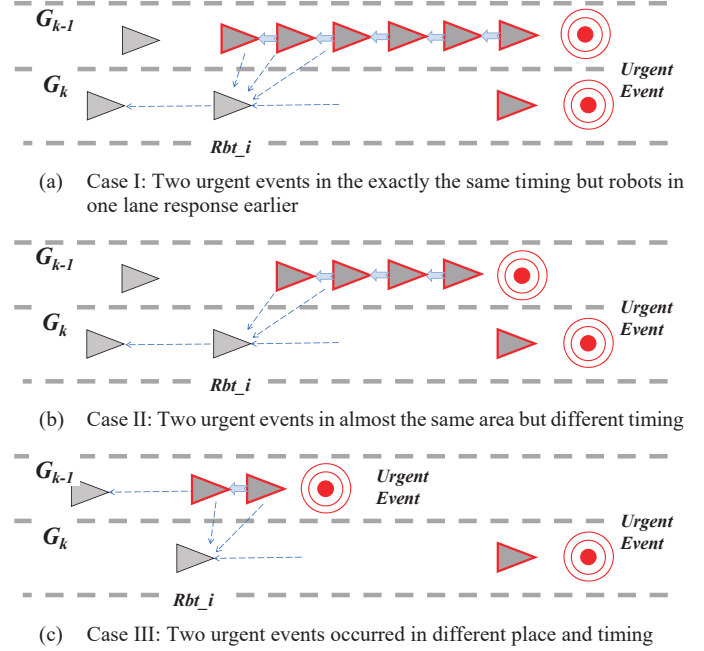 G_{k-1}
Urgent
Event
G_k
Rbt_i
(a) Case I: Two urgent events in the exactly the same timing but robots in
one lane response earlier
G_{k-1}
Urgent
Event
G_k
Rbt_i
(b) Case II: Two urgent events in almost the same area but different timing
G_{k-1}
Urgent
Event
Urgent
Event
G_k
Rbt_i
(c) Case III: Two urgent events occurred in different place and timing